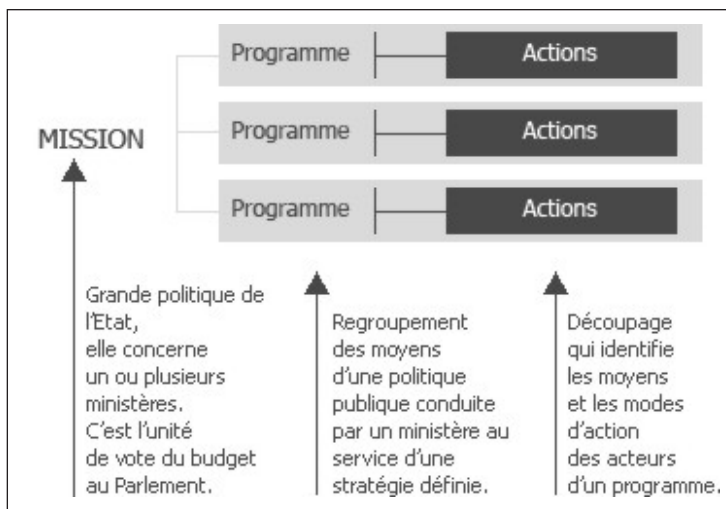 Programme Actions
MISSION
Programme Actions
Programme Actions
Grande politique de
l'Etat,
elle concerne
un ou plusieurs
ministères.
C'est l'unité
de vote du budget
au Parlement.
Regroupement
des moyens
d'une politique
publique conduite
par un ministère au
service d'une
stratégie définie.
Découpage
qui identifie
les moyens
et les modes
d'action
des acteurs
d'un programme.